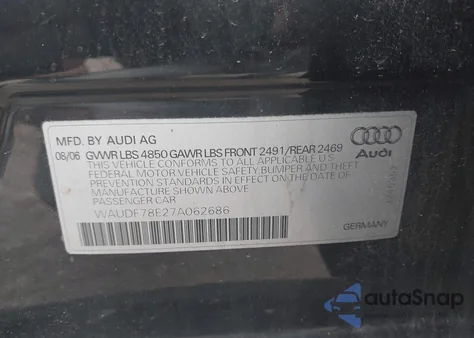 MFD. BY AUDI AG
08/06 GVWR LBS 4850 GAWR LBS FRONT 2491/REAR 2469
THIS VEHICLE CONFORMS TO ALL APPLICABLE U.S.
FEDERAL MOTOR VEHICLE SAFETY BUMPER AND THEFT
PREVENTION STANDARDS IN EFFECT ON THE DATE OF
MANUFACTURE SHOWN ABOVE
PASSENGER CAR
WAUDF78E27A062686
Audi
GERMANY
autoSnap